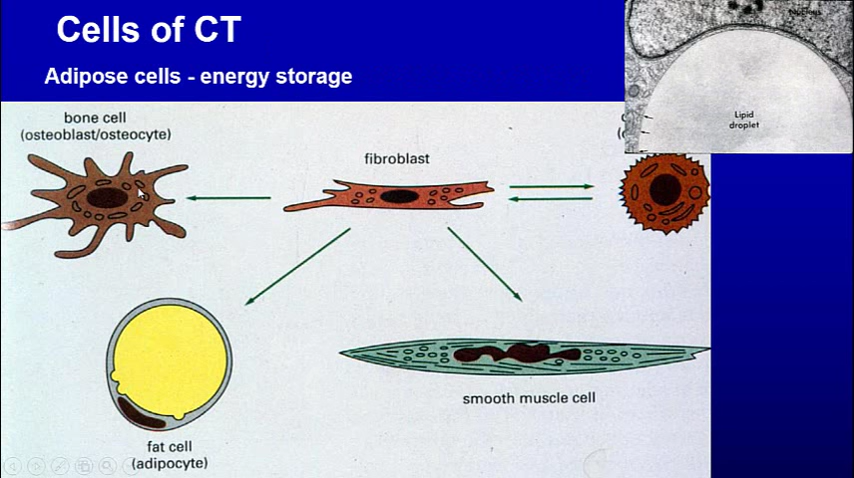 Cells of CT
Adipose cells - energy storage
nucleus
Lipid
droplet
bone cell
(osteoblast/osteocyte)
fibroblast
smooth muscle cell
fat cell
(adipocyte)